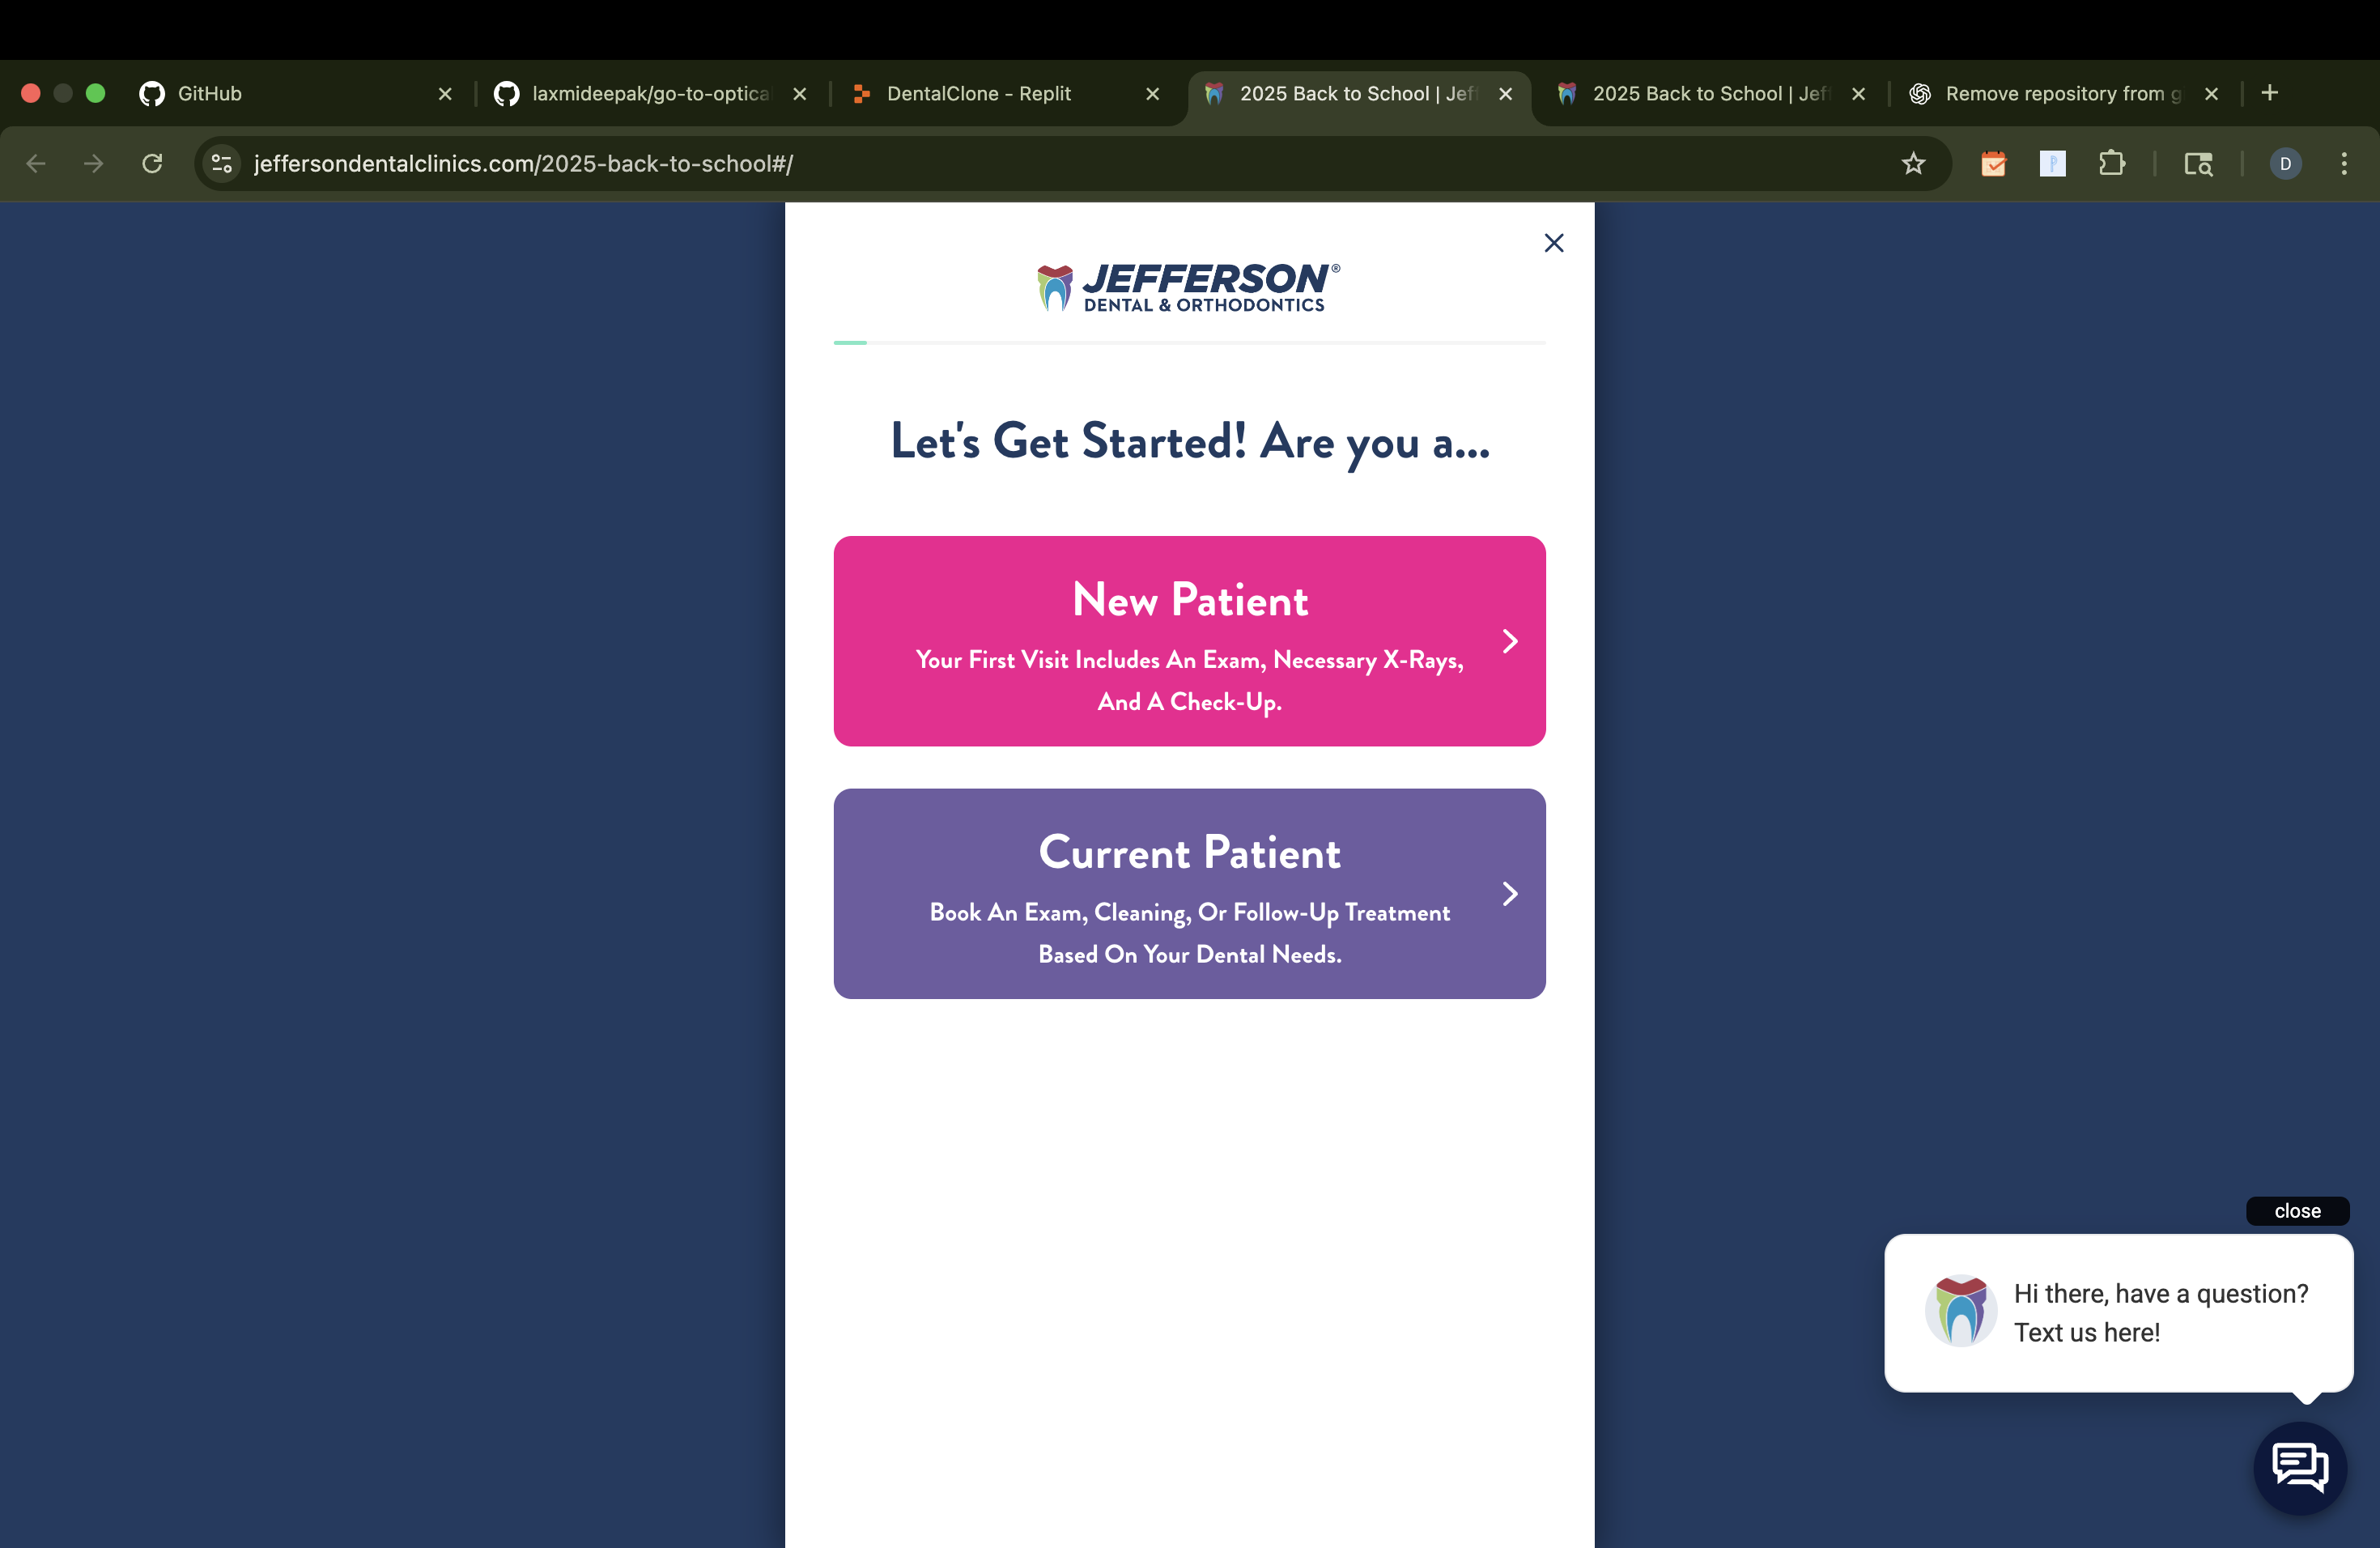 GitHub
laxmideepak/go-to-optica
DentalClone - Replit
2025 Back to School | Jef
2025 Back to School | Jef
Remove repository from g
jeffersondentalclinics.com/2025-back-to-school#/
D
JEFFERSON®
DENTAL & ORTHODONTICS
Let's Get Started! Are you a...
New Patient
Your First Visit Includes An Exam, Necessary X-Rays,
And A Check-Up.
Current Patient
Book An Exam, Cleaning, Or Follow-Up Treatment
Based On Your Dental Needs.
close
Hi there, have a question?
Text us here!